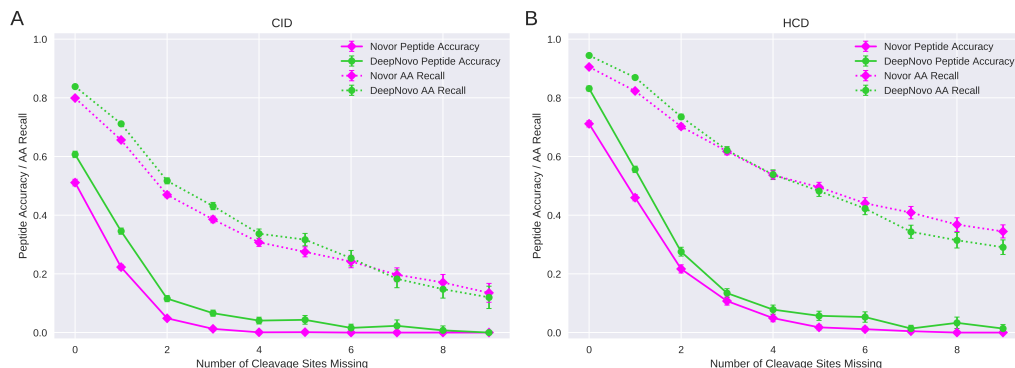 A
CID
1.0
0.8
0.6
0.4
0.2
0.0
Peptide Accuracy / AA Recall
Novor Peptide Accuracy
DeepNovo Peptide Accuracy
Novor AA Recall
DeepNovo AA Recall
0 2 4 6 8
Number of Cleavage Sites Missing
B
HCD
1.0
0.8
0.6
0.4
0.2
0.0
Peptide Accuracy / AA Recall
Novor Peptide Accuracy
DeepNovo Peptide Accuracy
Novor AA Recall
DeepNovo AA Recall
0 2 4 6 8
Number of Cleavage Sites Missing